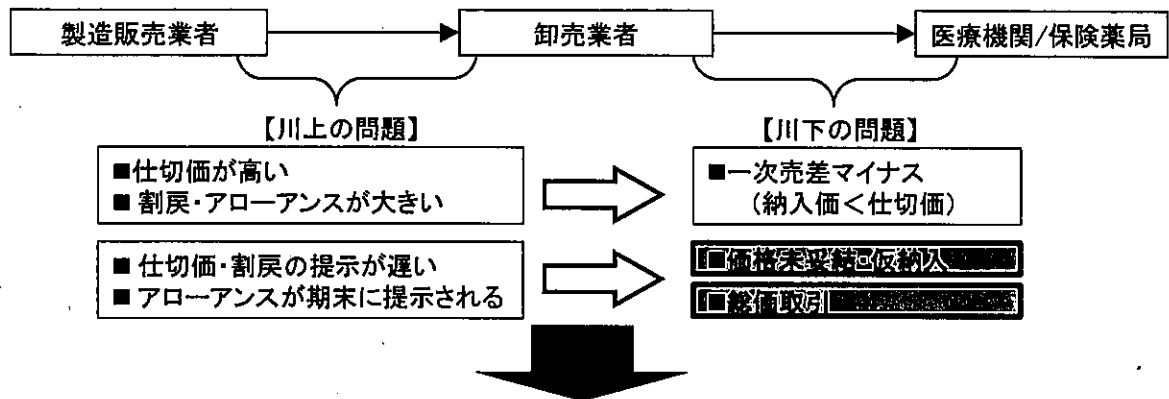 製造販売業者
卸売業者
医療機関/保険薬局
【川上の問題】
【川下の問題】
■仕切価が高い
■ 割戻・アローアンスが大きい
■一次売差マイナス
(納入価<仕切価)
■ 仕切価・割戻の提示が遅い
■ アローアンスが期末に提示される
■価格未妥結・仮納入
■総価取引